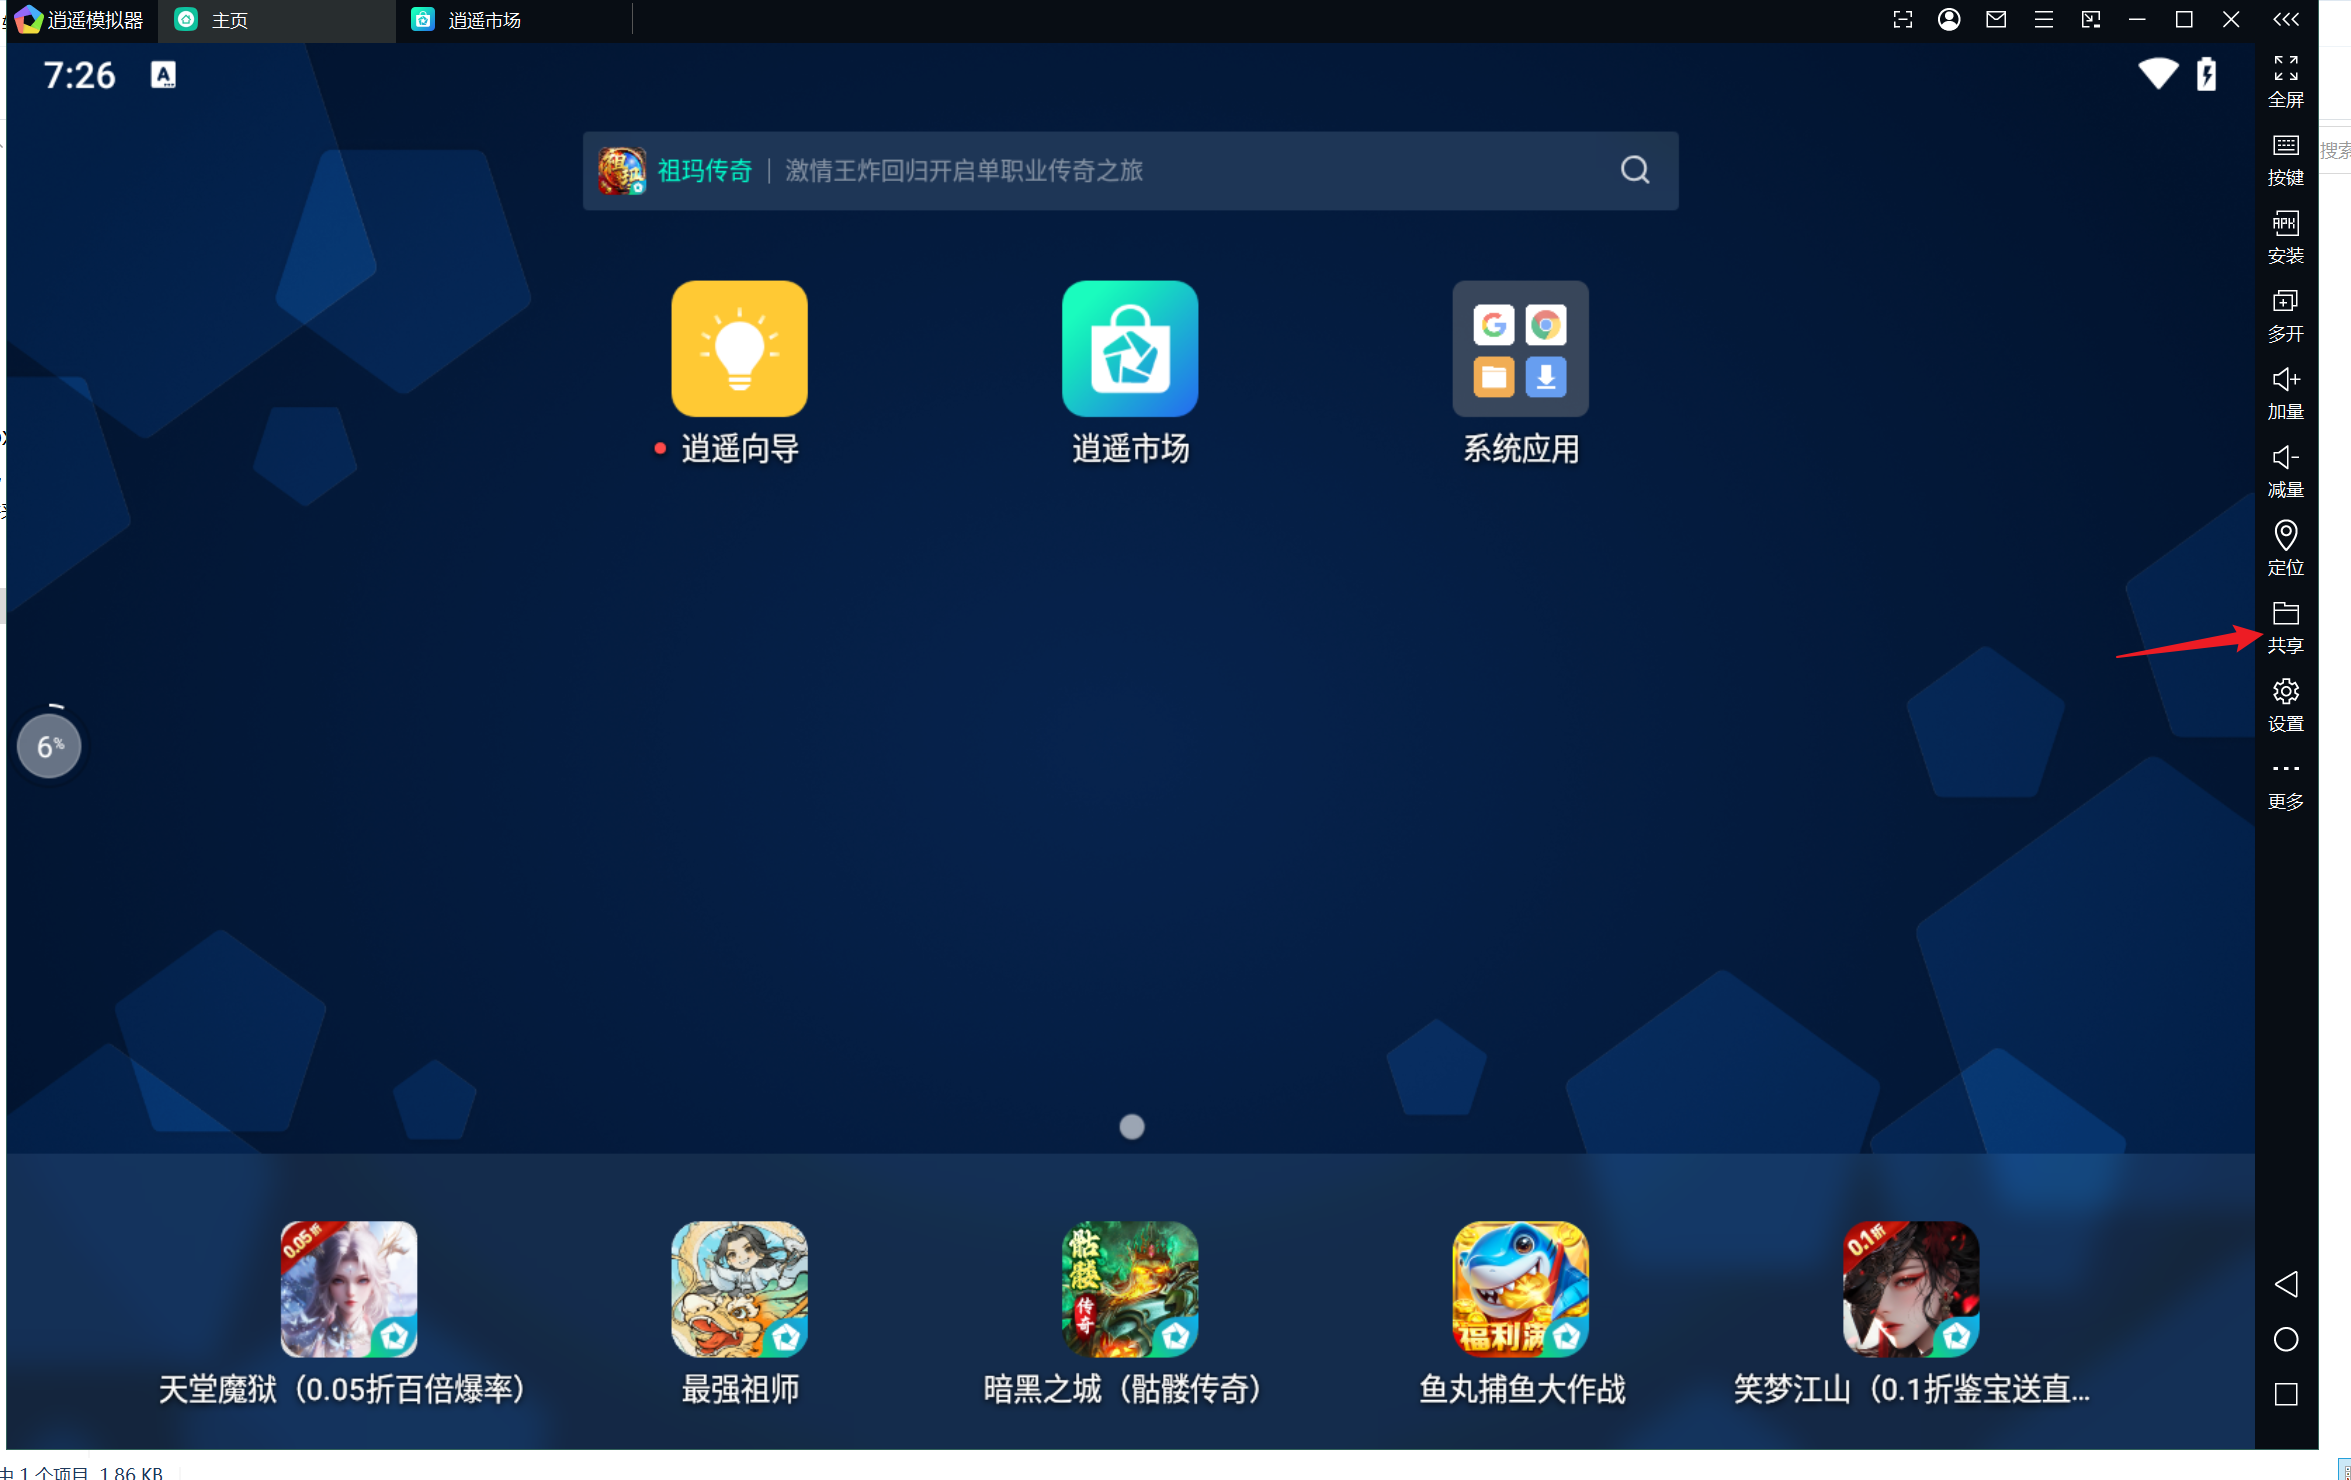 逍遥模拟器
主页
逍遥市场
7:26
A
全屏
祖玛传奇 | 激情王炸回归开启单职业传奇之旅
搜索
按键
APK
安装
多开
加量
减量
定位
共享
设置
更多
逍遥向导
逍遥市场
系统应用
6%
0.05折
骷髅
传奇
福利满
0.1折
天堂魔狱（0.05折百倍爆率）
最强祖师
暗黑之城（骷髅传奇）
鱼丸捕鱼大作战
笑梦江山（0.1折鉴宝送直...
中 1 个项目 1.86 KB